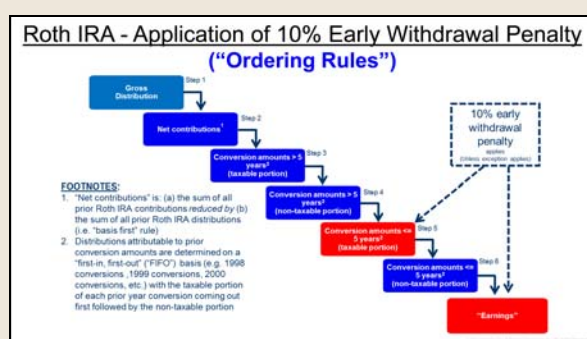 Roth IRA - Application of 10% Early Withdrawal Penalty
("Ordering Rules")
Gross
Distribution
Step 1
Net contributions¹
Step 2
Conversion amounts > 5
years²
(taxable portion)
Step 3
Conversion amounts > 5
years²
(non-taxable portion)
Step 4
Conversion amounts <=
5 years²
(taxable portion)
Step 5
Conversion amounts <=
5 years²
(non-taxable portion)
Step 6
"Earnings"
10% early
withdrawal
penalty
applies
(unless exception applies)
FOOTNOTES:
1. "Net contributions" is: (a) the sum of all
prior Roth IRA contributions reduced by (b)
the sum of all prior Roth IRA distributions
(i.e. "basis first" rule)
2. Distributions attributable to prior
conversion amounts are determined on a
"first-in, first-out" ("FIFO") basis (e.g. 1998
conversions ,1999 conversions, 2000
conversions, etc.) with the taxable portion
of each prior year conversion coming out
first followed by the non-taxable portion